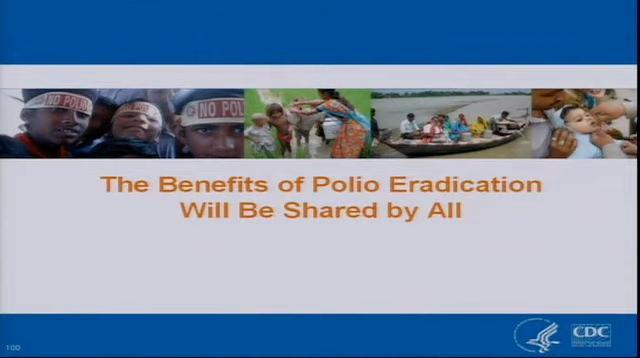 NO POLIO
NO POLI
The Benefits of Polio Eradication
Will Be Shared by All
CDC
100